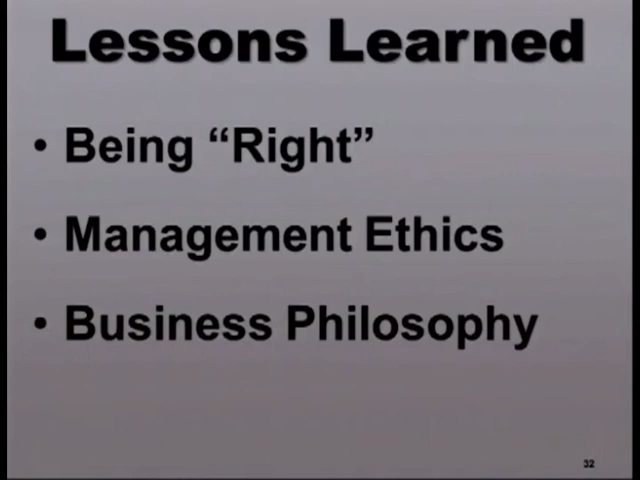 Lessons Learned
• Being “Right”
• Management Ethics
• Business Philosophy
32